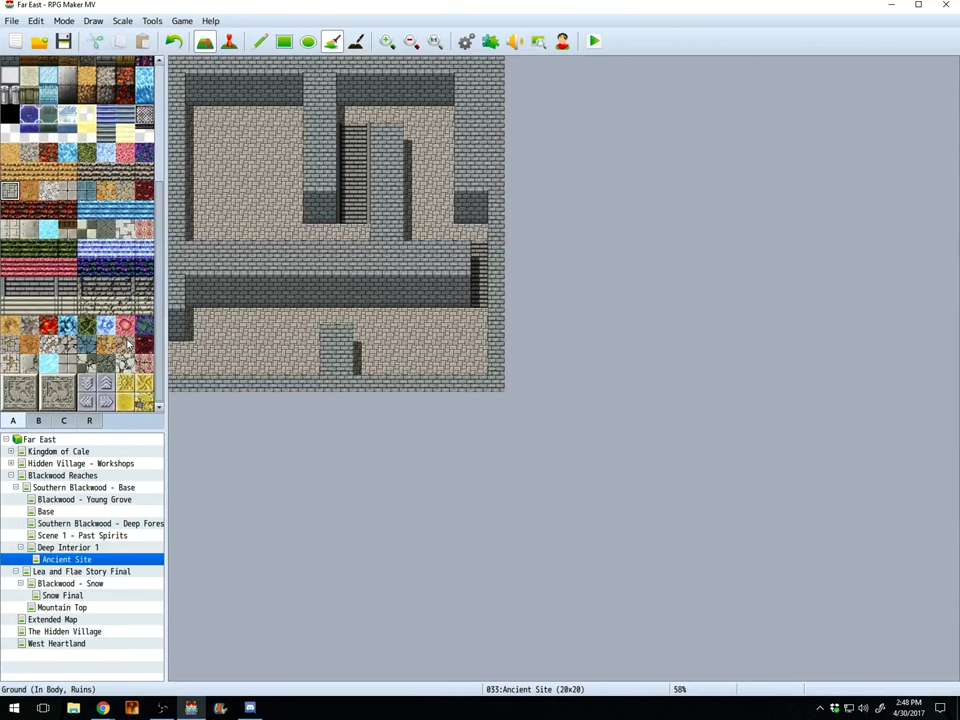 Far East - RPG Maker MV
File Edit Mode Draw Scale Tools Game Help
1:1
A B C R
Far East
Kingdom of Cale
Hidden Village - Workshops
Blackwood Reaches
Southern Blackwood - Base
Blackwood - Young Grove
Base
Southern Blackwood - Deep Fores
Scene 1 - Past Spirits
Deep Interior 1
Ancient Site
Lea and Flae Story Final
Blackwood - Snow
Snow Final
Mountain Top
Extended Map
The Hidden Village
West Heartland
Ground (In Body, Ruins) 033:Ancient Site (20x20) 58%
2:48 PM
4/30/2017